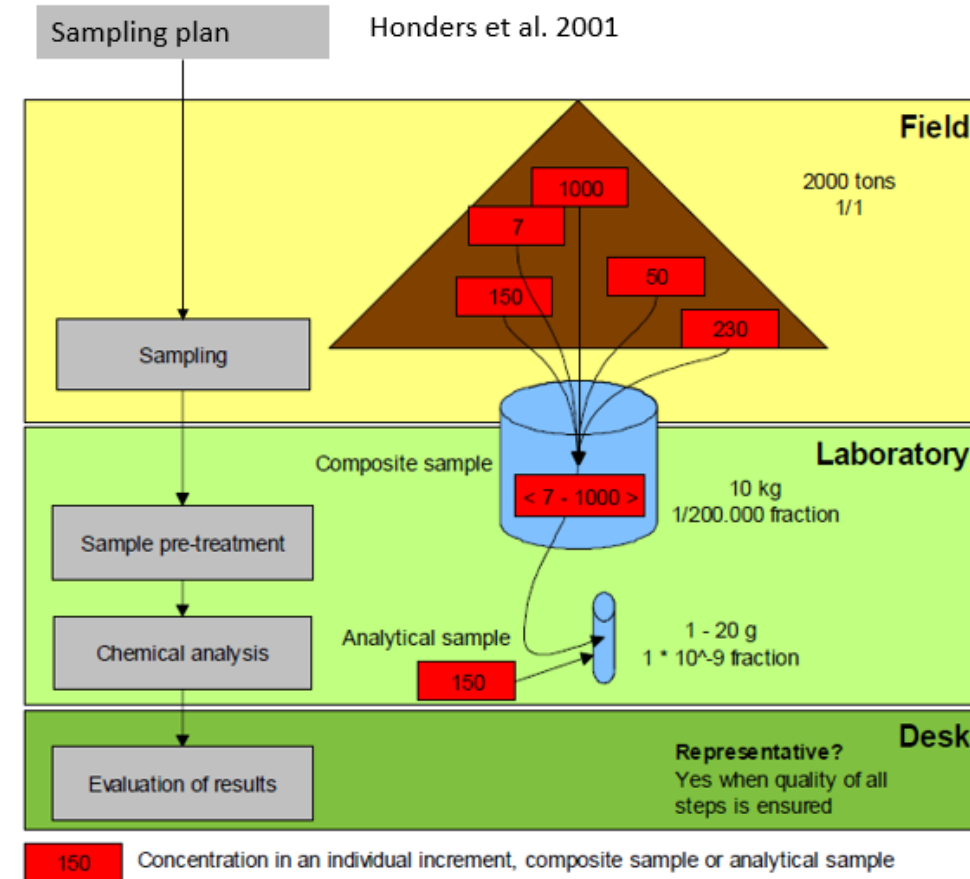 Sampling plan
Honders et al. 2001
Field
2000 tons
1/1
1000
7
50
150
230
Sampling
Laboratory
Composite sample
< 7 - 1000 >
10 kg
1/200.000 fraction
Sample pre-treatment
Analytical sample
1 - 20 g
1 * 10^-9 fraction
Chemical analysis
150
Desk
Representative?
Yes when quality of all
steps is ensured
Evaluation of results
150
Concentration in an individual increment, composite sample or analytical sample